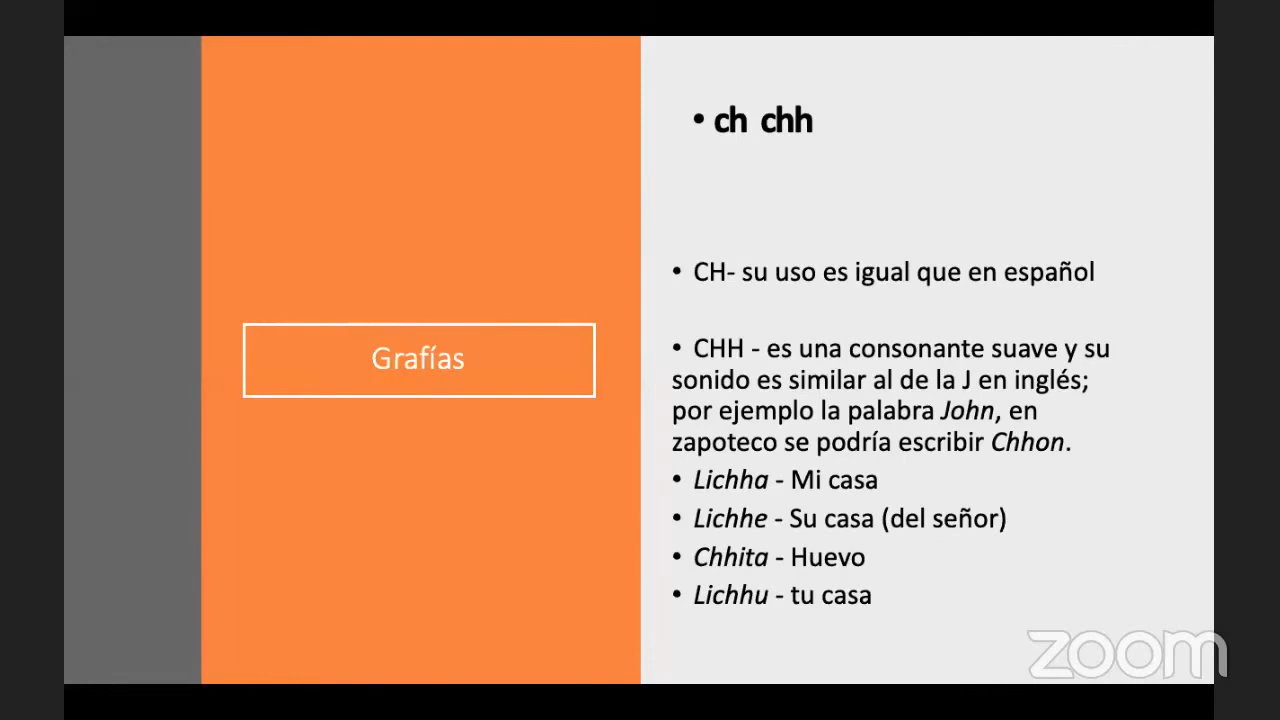 Grafías
• ch chh
• CH- su uso es igual que en español
• CHH - es una consonante suave y su
sonido es similar al de la J en inglés;
por ejemplo la palabra John, en
zapoteco se podría escribir Chhon.
• Lichha - Mi casa
• Lichhe - Su casa (del señor)
• Chhita - Huevo
• Lichhu - tu casa
zoom